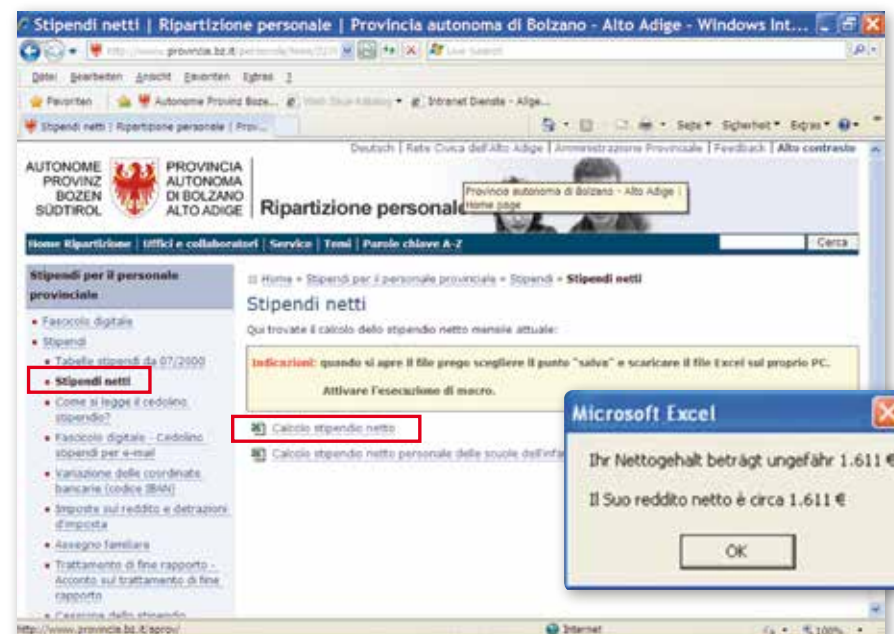 Stipendi netti | Ripartizione personale | Provincia autonoma di Bolzano - Alto Adige - Windows Int...
Datei Bearbeiten Ansicht Favoriten Extras ?
Favoriten Autonome Provinz Boze... Intranet Dienste - Allge...
Stipendi netti | Ripartizione personale | Prov... Seite Sicherheit Extras
Deutsch | Rete Civica dell'Alto Adige | Amministrazione Provinciale | Feedback | Alto contrasto
AUTONOME PROVINZ BOZEN SÜDTIROL
PROVINCIA AUTONOMA DI BOLZANO ALTO ADIGE
Ripartizione personale
Provincia autonoma di Bolzano - Alto Adige |
Home page
Home Ripartizione | Uffici e collaboratori | Service | Temi | Parole chiave A-Z Cerca
Stipendi per il personale
provinciale
Fascicolo digitale
Stipendi
Tabelle stipendi da 07/2000
Stipendi netti
Come si legge il cedolino
stipendio?
Fascicolo digitale - Cedolino
stipendi per e-mail
Variazione delle coordinate
bancarie (codice IBAN)
Imposte sul reddito e detrazioni
d'imposta
Assegno familiare
Trattamento di fine rapporto -
Acconto sul trattamento di fine
rapporto
Cessione dello stipendio
Home » Stipendi per il personale provinciale » Stipendi » Stipendi netti
Stipendi netti
Qui trovate il calcolo dello stipendio netto mensile attuale:
Indicazioni: quando si apre il file prego scegliere il punto "salva" e scaricare il file Excel sul proprio PC.
Attivare l'esecuzione di macro.
Calcolo stipendio netto
Calcolo stipendio netto personale delle scuole dell'infa
Microsoft Excel
Ihr Nettogehalt beträgt ungefähr 1.611 €
Il Suo reddito netto è circa 1.611 €
OK
http://www.provincia.bz.it/aprov/ Internet 100%